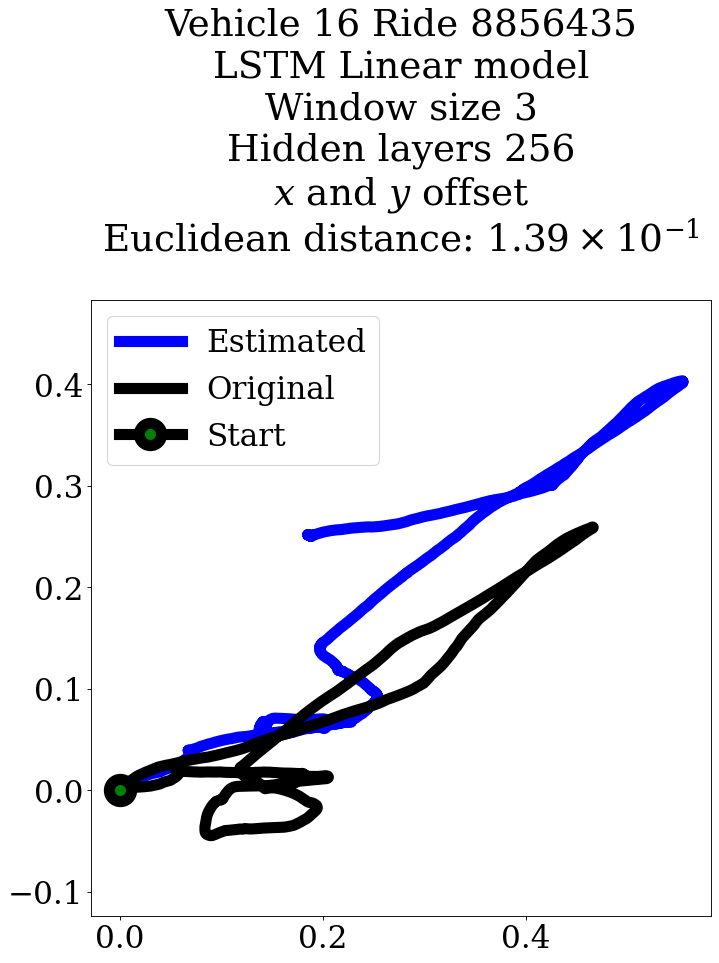 Vehicle 16 Ride 8856435
LSTM Linear model
Window size 3
Hidden layers 256
x and y offset
Euclidean distance: 1.39 × 10⁻¹
Estimated
Original
Start
0.4
0.3
0.2
0.1
0.0
−0.1
0.0 0.2 0.4